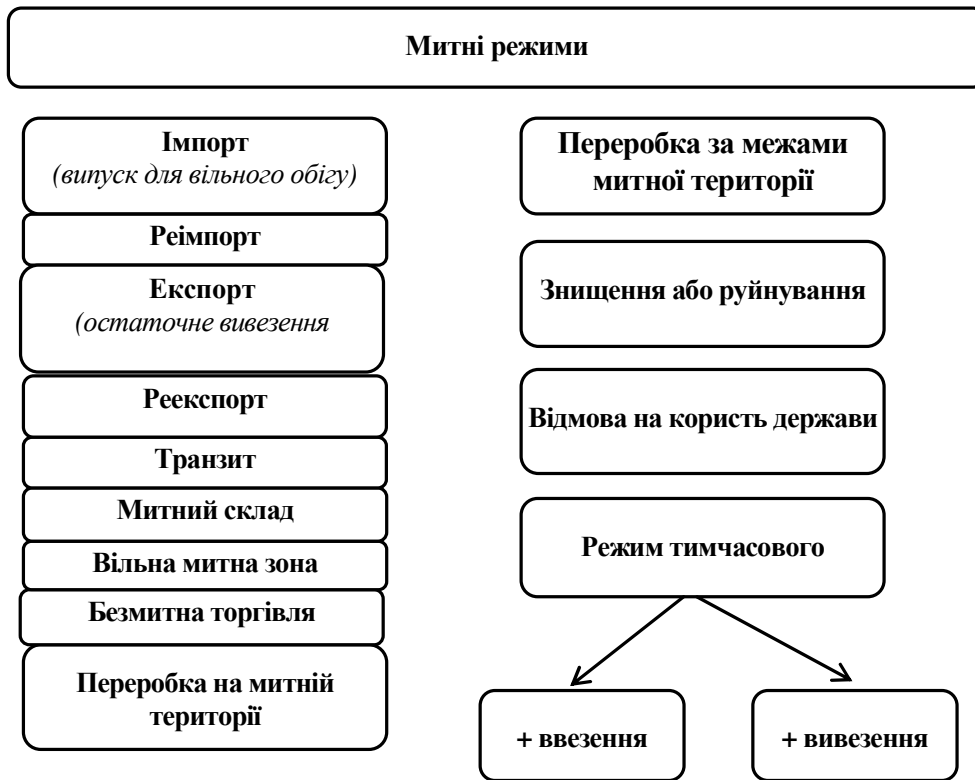 Митні режими
Імпорт
(випуск для вільного обігу)
Реімпорт
Експорт
(остаточне вивезення
Реекспорт
Транзит
Митний склад
Вільна митна зона
Безмитна торгівля
Переробка на митній
території
Переробка за межами
митної території
Знищення або руйнування
Відмова на користь держави
Режим тимчасового
+ ввезення
+ вивезення